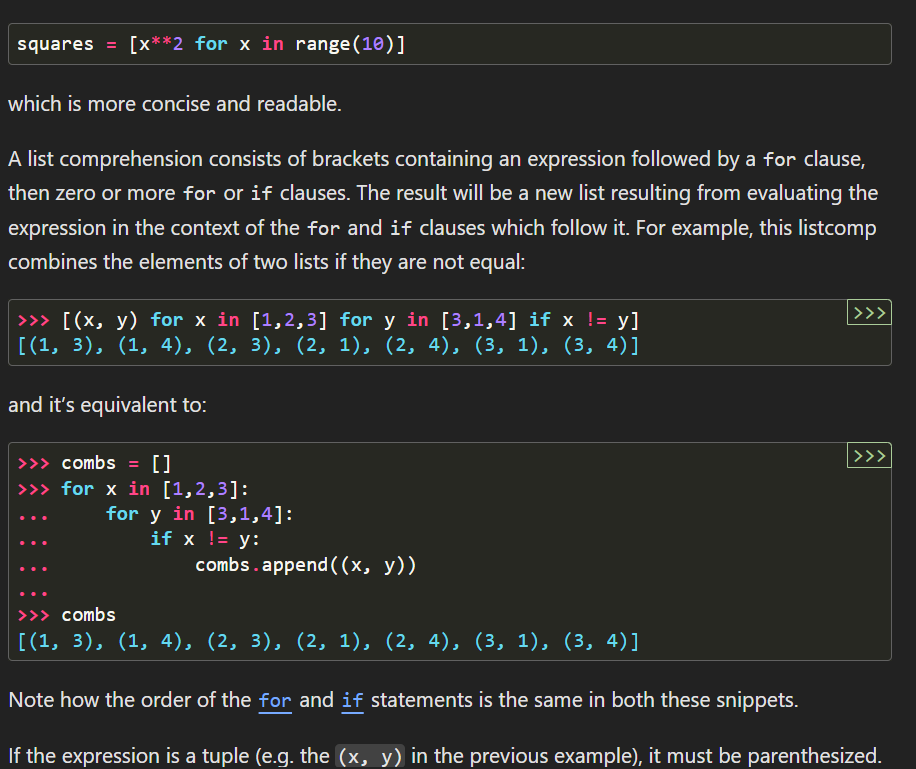 squares = [x**2 for x in range(10)]
which is more concise and readable.
A list comprehension consists of brackets containing an expression followed by a for clause,
then zero or more for or if clauses. The result will be a new list resulting from evaluating the
expression in the context of the for and if clauses which follow it. For example, this listcomp
combines the elements of two lists if they are not equal:
>>> [(x, y) for x in [1,2,3] for y in [3,1,4] if x != y]
>>>
[(1, 3), (1, 4), (2, 3), (2, 1), (2, 4), (3, 1), (3, 4)]
and it’s equivalent to:
>>> combs = []
>>>
>>> for x in [1,2,3]:
...     for y in [3,1,4]:
...         if x != y:
...             combs.append((x, y))
...
>>> combs
[(1, 3), (1, 4), (2, 3), (2, 1), (2, 4), (3, 1), (3, 4)]
Note how the order of the for and if statements is the same in both these snippets.
If the expression is a tuple (e.g. the (x, y) in the previous example), it must be parenthesized.